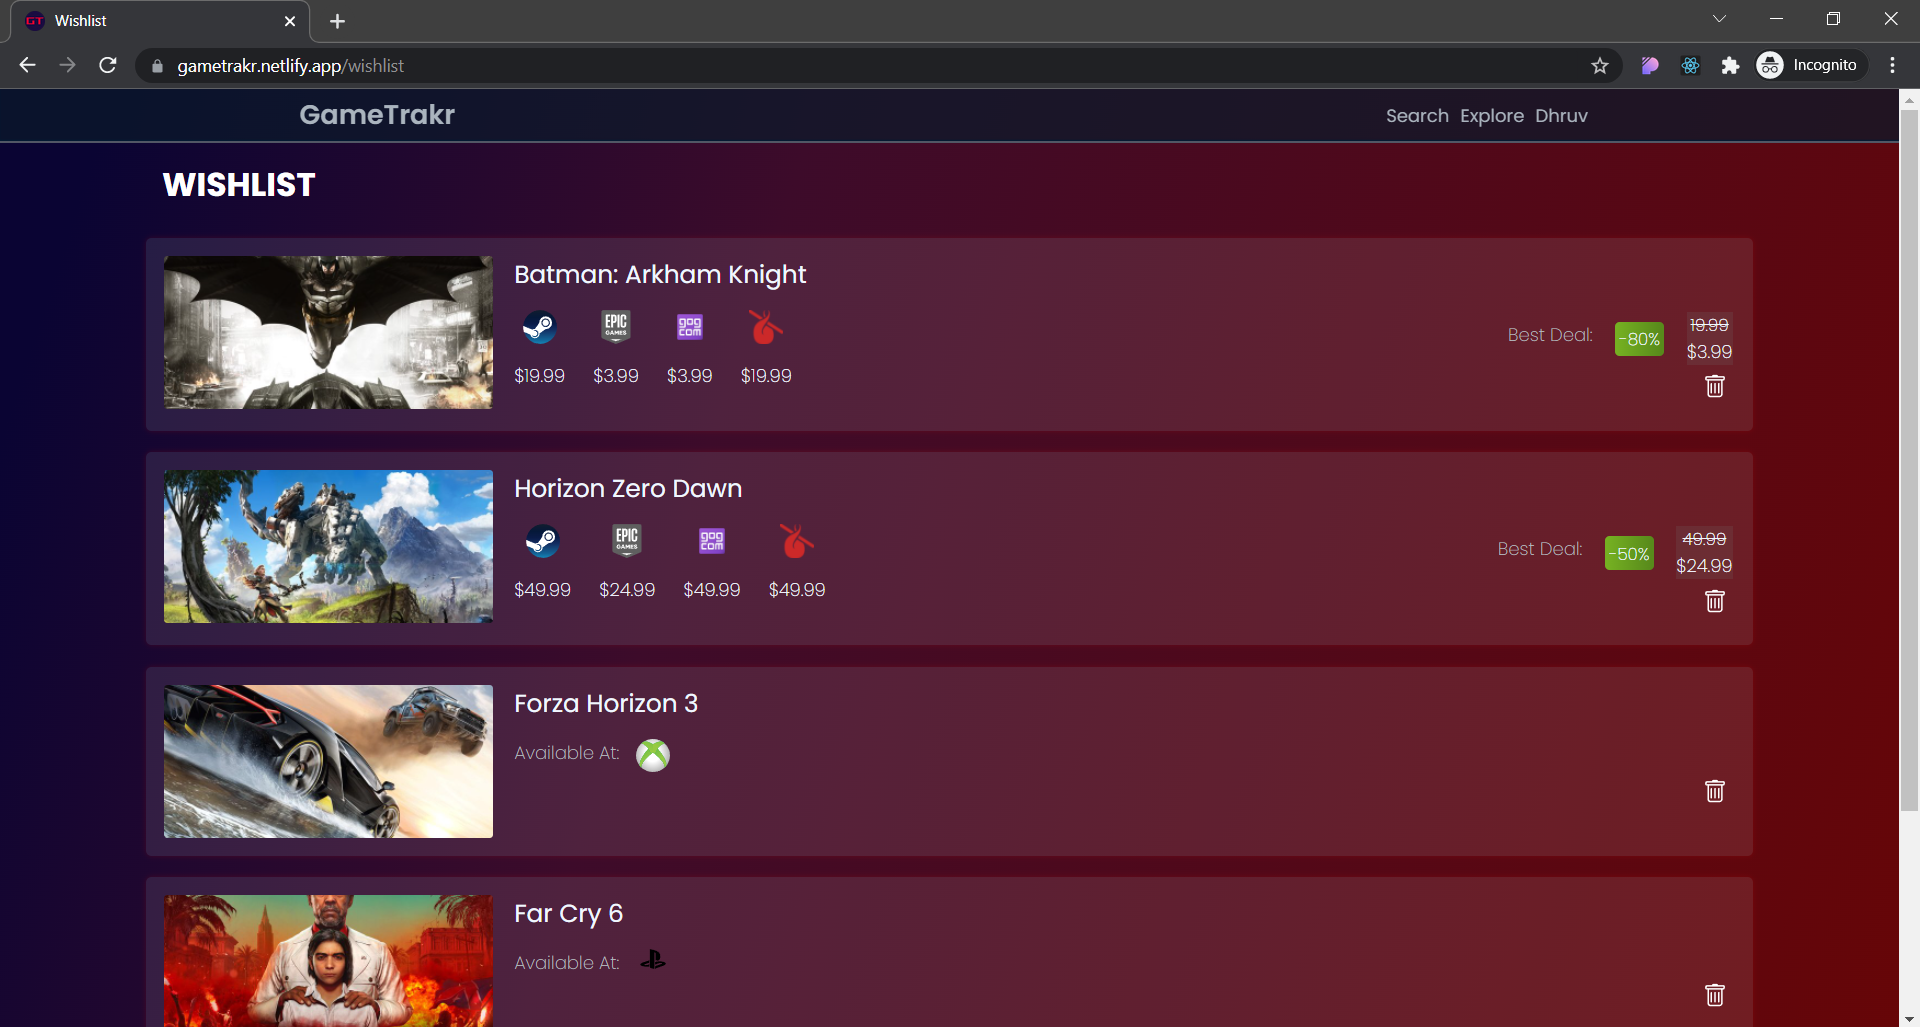 GT Wishlist
gametrakr.netlify.app/wishlist
Incognito
GameTrakr
Search Explore Dhruv
WISHLIST
Batman: Arkham Knight
EPIC GAMES
gog com
$19.99 $3.99 $3.99 $19.99
Best Deal: -80% 19.99
$3.99
Horizon Zero Dawn
EPIC GAMES
gog com
$49.99 $24.99 $49.99 $49.99
Best Deal: -50% 49.99
$24.99
Forza Horizon 3
Available At:
Far Cry 6
Available At: